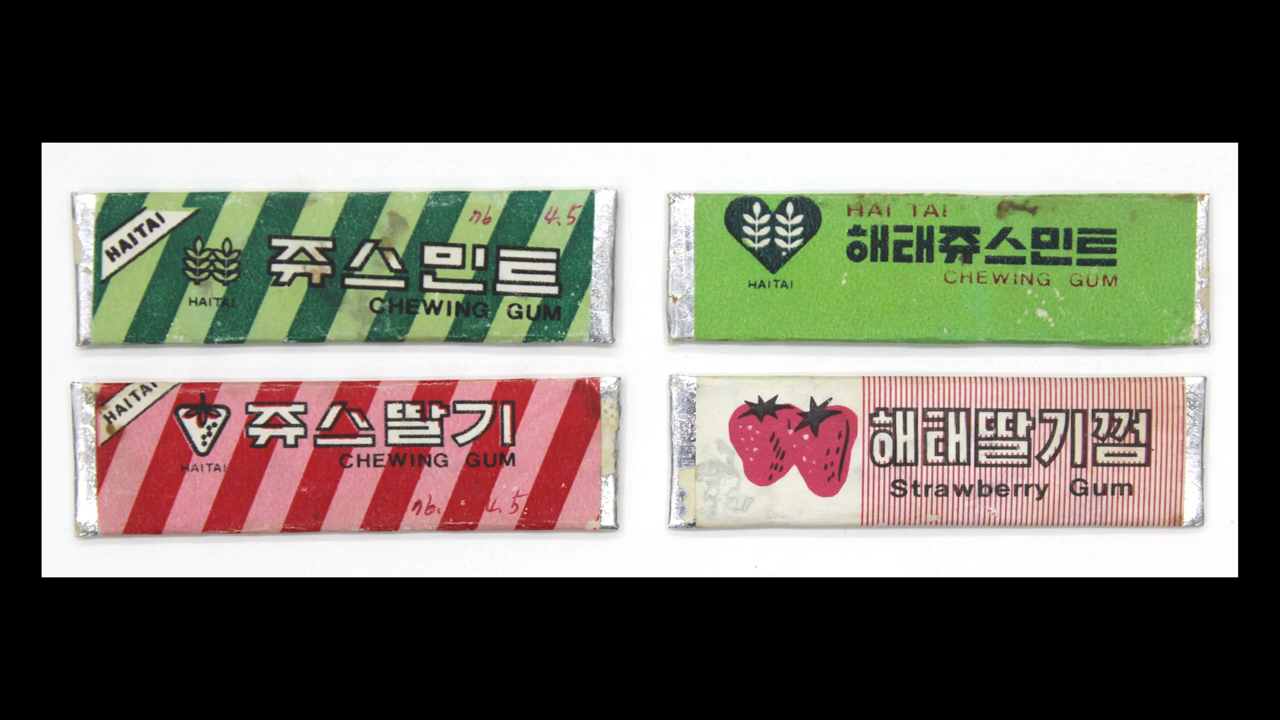 HAITAI
HAITAI
76 4.5
쥬스민트
CHEWING GUM
HAITAI
HAI TAI
해태쥬스민트
CHEWING GUM
HAITAI
HAITAI
쥬스딸기
CHEWING GUM
76. 4.5
해태딸기껌
Strawberry Gum